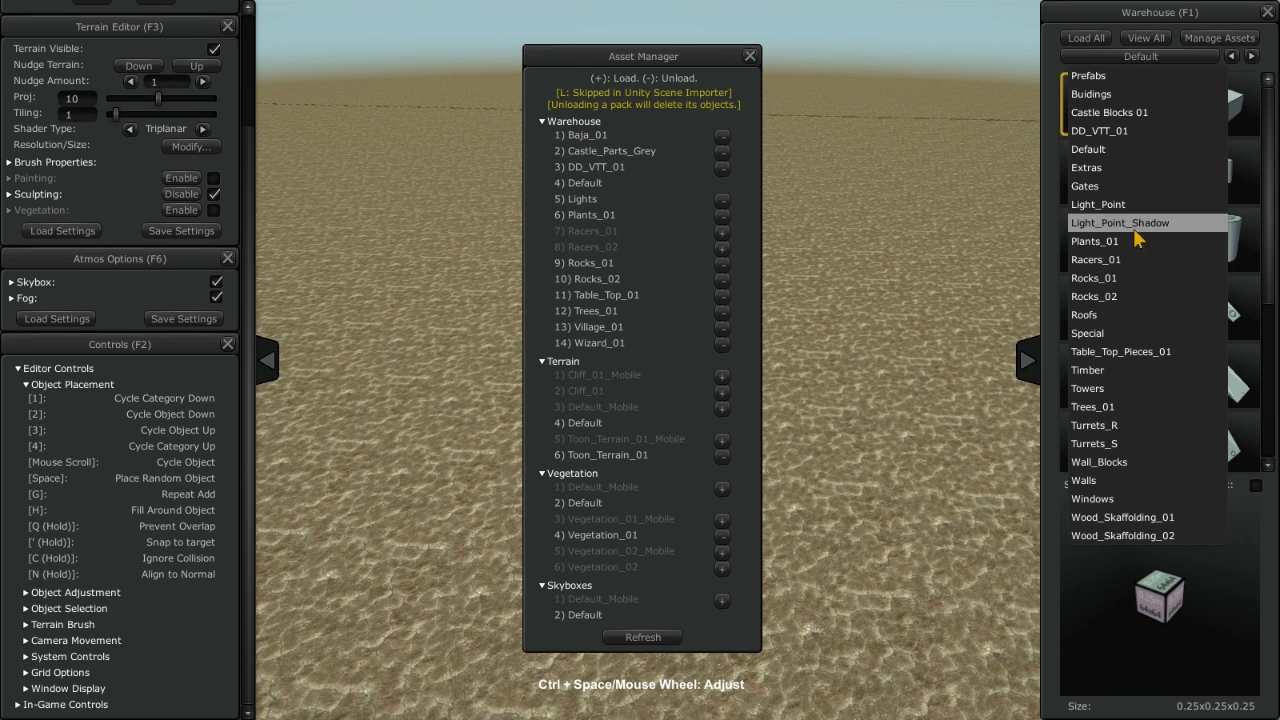 Terrain Editor (F3)
Terrain Visible:
Nudge Terrain: Down Up
Nudge Amount: 1
Proj: 10
Tiling: 1
Shader Type: Triplanar
Resolution/Size: Modify...
Brush Properties:
Painting: Enable
Sculpting: Disable
Vegetation: Enable
Load Settings Save Settings
Atmos Options (F6)
Skybox:
Fog:
Load Settings Save Settings
Controls (F2)
Editor Controls
Object Placement
[1]: Cycle Category Down
[2]: Cycle Object Down
[3]: Cycle Object Up
[4]: Cycle Category Up
[Mouse Scroll]: Cycle Object
[Space]: Place Random Object
[G]: Repeat Add
[H]: Fill Around Object
[Q (Hold)]: Prevent Overlap
[' (Hold)]: Snap to target
[C (Hold)]: Ignore Collision
[N (Hold)]: Align to Normal
Object Adjustment
Object Selection
Terrain Brush
Camera Movement
System Controls
Grid Options
Window Display
In-Game Controls
Asset Manager
(+): Load. (-): Unload.
[L: Skipped in Unity Scene Importer]
[Unloading a pack will delete its objects.]
Warehouse
1) Baja_01 -
2) Castle_Parts_Grey -
3) DD_VTT_01 -
4) Default
5) Lights -
6) Plants_01 -
7) Racers_01 +
8) Racers_02 +
9) Rocks_01 -
10) Rocks_02 -
11) Table_Top_01 -
12) Trees_01 -
13) Village_01 -
14) Wizard_01 -
Terrain
1) Cliff_01_Mobile +
2) Cliff_01 +
3) Default_Mobile +
4) Default
5) Toon_Terrain_01_Mobile +
6) Toon_Terrain_01 -
Vegetation
1) Default_Mobile +
2) Default
3) Vegetation_01_Mobile +
4) Vegetation_01 -
5) Vegetation_02_Mobile +
6) Vegetation_02 +
Skyboxes
1) Default_Mobile +
2) Default
Refresh
Ctrl + Space/Mouse Wheel: Adjust
Warehouse (F1)
Load All View All Manage Assets
Default
Prefabs
Buidings
Castle Blocks 01
DD_VTT_01
Default
Extras
Gates
Light_Point
Light_Point_Shadow
Plants_01
Racers_01
Rocks_01
Rocks_02
Roofs
Special
Table_Top_Pieces_01
Timber
Towers
Trees_01
Turrets_R
Turrets_S
Wall_Blocks
Walls
Windows
Wood_Skaffolding_01
Wood_Skaffolding_02
Size: 0.25x0.25x0.25